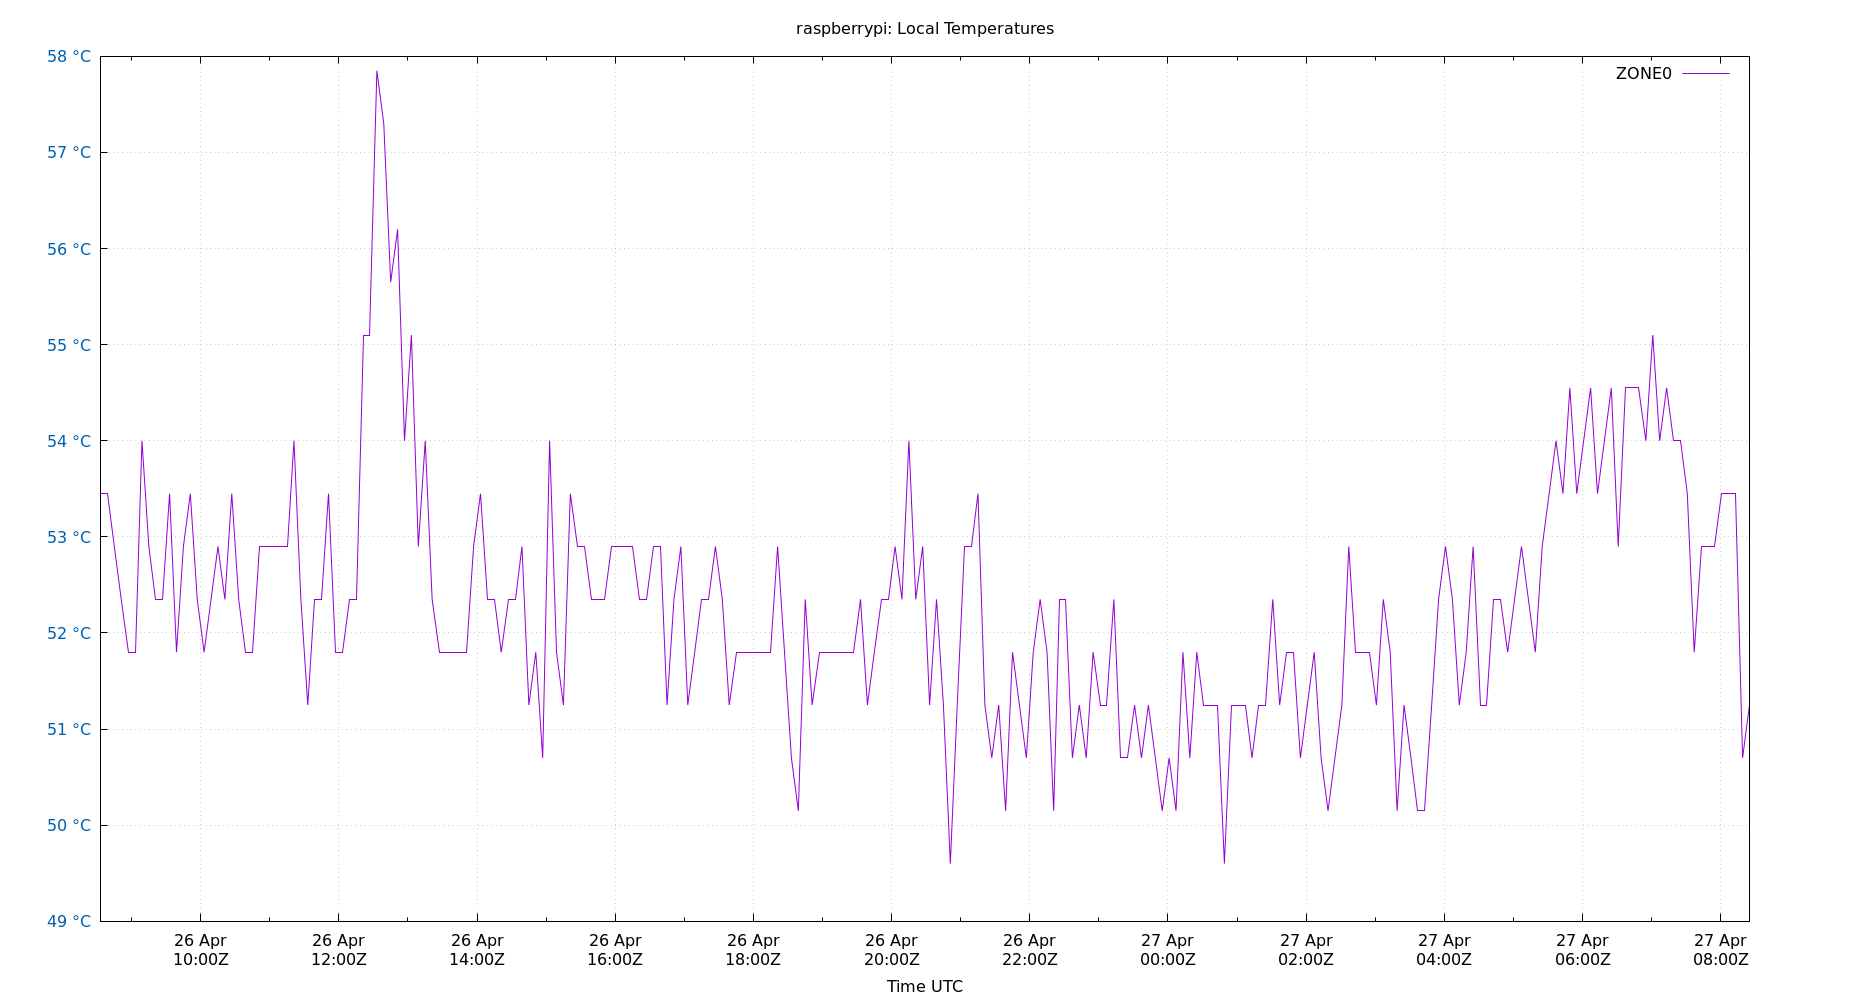 raspberrypi: Local Temperatures
58 °C
ZONE0
57 °C
56 °C
55 °C
54 °C
53 °C
52 °C
51 °C
50 °C
49 °C
26 Apr 26 Apr 26 Apr 26 Apr 26 Apr 26 Apr 26 Apr 27 Apr 27 Apr 27 Apr 27 Apr 27 Apr
10:00Z 12:00Z 14:00Z 16:00Z 18:00Z 20:00Z 22:00Z 00:00Z 02:00Z 04:00Z 06:00Z 08:00Z
Time UTC